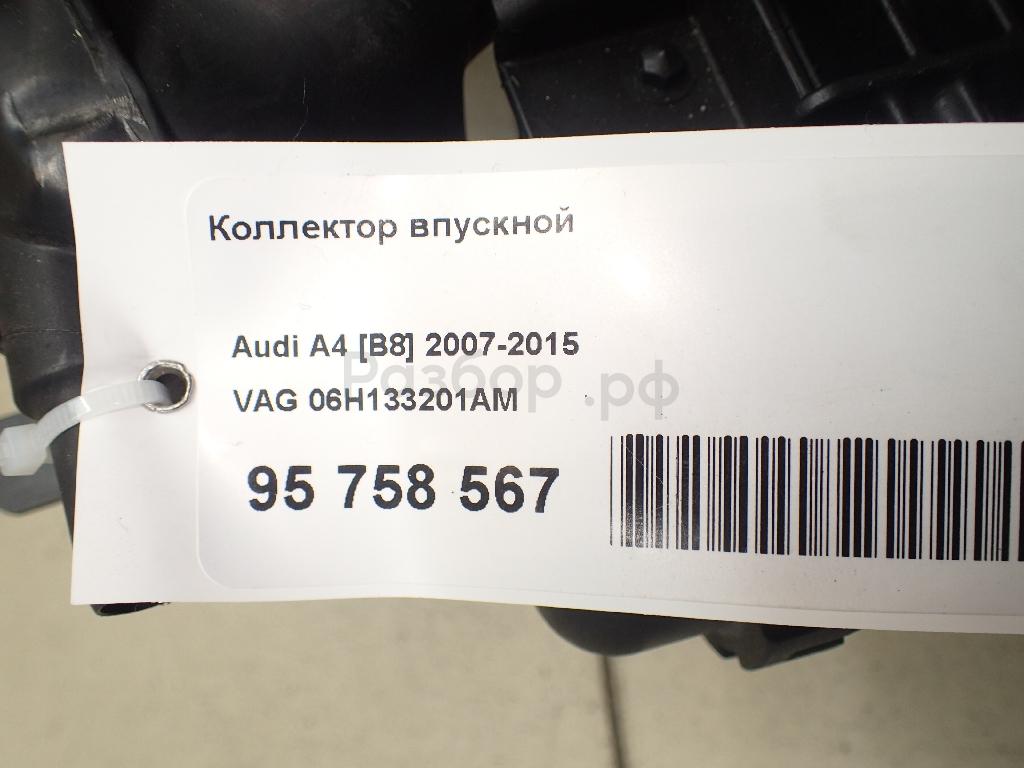 Коллектор впускной
Audi A4 [B8] 2007-2015
Разбор.рф
VAG 06H133201AM
95 758 567